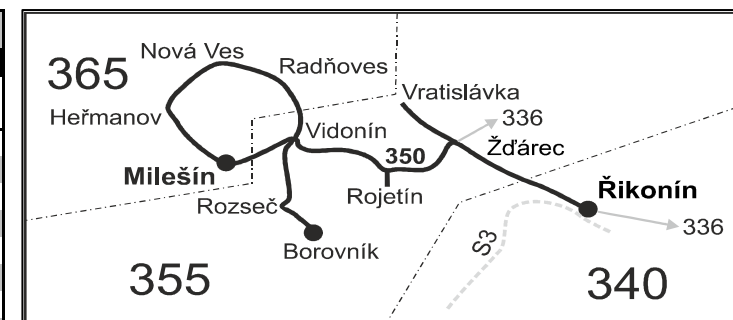 Nová Ves
365
Radňoves
Vratislávka
Heřmanov
336
Vidonín
350
Žďárec
Milešín
Rojetín
Řikonín
Rozseč
336
S3
Borovník
355
340